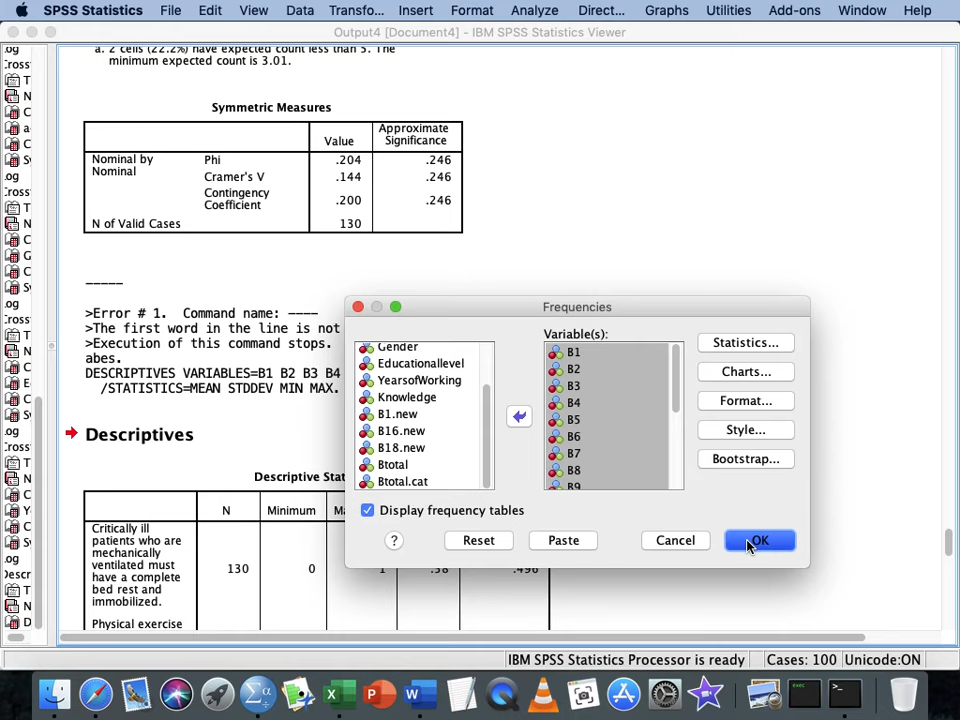 SPSS Statistics File Edit View Data Transfo... Insert Format Analyze Direct... Graphs Utilities Add-ons Window Help
Output4 [Document4] - IBM SPSS Statistics Viewer
a. 2 cells (22.2%) have expected count less than 5. The
minimum expected count is 3.01.
Symmetric Measures
Value
Approximate
Significance
Nominal by
Nominal
Phi .204 .246
Cramer's V .144 .246
Contingency
Coefficient .200 .246
N of Valid Cases 130
-----
>Error # 1. Command name: ----
>The first word in the line is not
>Execution of this command stops.
abes.
DESCRIPTIVES VARIABLES=B1 B2 B3 B4
/STATISTICS=MEAN STDDEV MIN MAX.
Descriptives
Descriptive Sta
N Minimum Ma
Critically ill
patients who are
mechanically
ventilated must
have a complete
bed rest and
immobilized.
130 0 1 .38 .496
Physical exercise
Frequencies
Variable(s):
Gender
Educationallevel
YearsofWorking
Knowledge
B1.new
B16.new
B18.new
Btotal
Btotal.cat
B1
B2
B3
B4
B5
B6
B7
B8
B9
Statistics...
Charts...
Format...
Style...
Bootstrap...
Display frequency tables
? Reset Paste Cancel OK
IBM SPSS Statistics Processor is ready Cases: 100 Unicode:ON